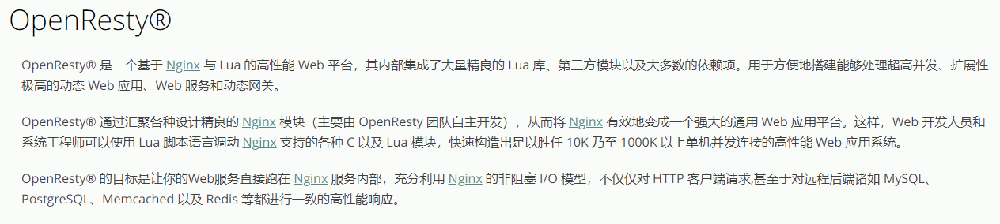 OpenResty®
OpenResty® 是一个基于 Nginx 与 Lua 的高性能 Web 平台，其内部集成了大量精良的 Lua 库、第三方模块以及大多数的依赖项。用于方便地搭建能够处理超高并发、扩展性
极高的动态 Web 应用、Web 服务和动态网关。
OpenResty® 通过汇聚各种设计精良的 Nginx 模块（主要由 OpenResty 团队自主开发），从而将 Nginx 有效地变成一个强大的通用 Web 应用平台。这样，Web 开发人员和
系统工程师可以使用 Lua 脚本语言调动 Nginx 支持的各种 C 以及 Lua 模块，快速构造出足以胜任 10K 乃至 1000K 以上单机并发连接的高性能 Web 应用系统。
OpenResty® 的目标是让你的Web服务直接跑在 Nginx 服务内部，充分利用 Nginx 的非阻塞 I/O 模型，不仅仅对 HTTP 客户端请求,甚至于对远程后端诸如 MySQL、
PostgreSQL、Memcached 以及 Redis 等都进行一致的高性能响应。